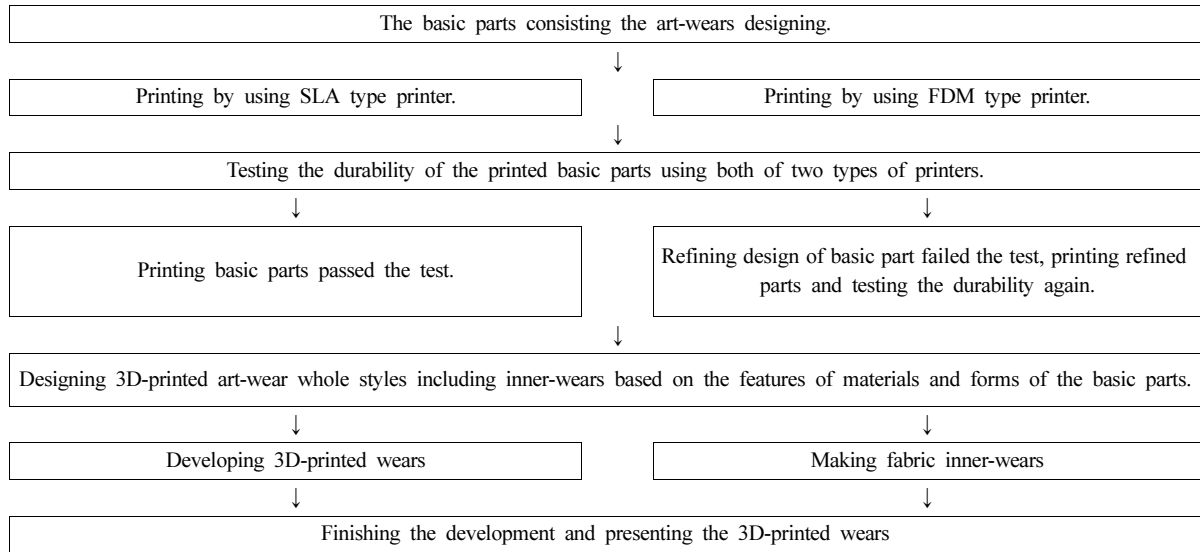 The basic parts consisting the art-wears designing.
↓
Printing by using SLA type printer.
Printing by using FDM type printer.
↓
Testing the durability of the printed basic parts using both of two types of printers.
↓ ↓
Printing basic parts passed the test.
Refining design of basic part failed the test, printing refined
parts and testing the durability again.
↓
Designing 3D-printed art-wear whole styles including inner-wears based on the features of materials and forms of the basic parts.
↓ ↓
Developing 3D-printed wears
Making fabric inner-wears
↓ ↓
Finishing the development and presenting the 3D-printed wears